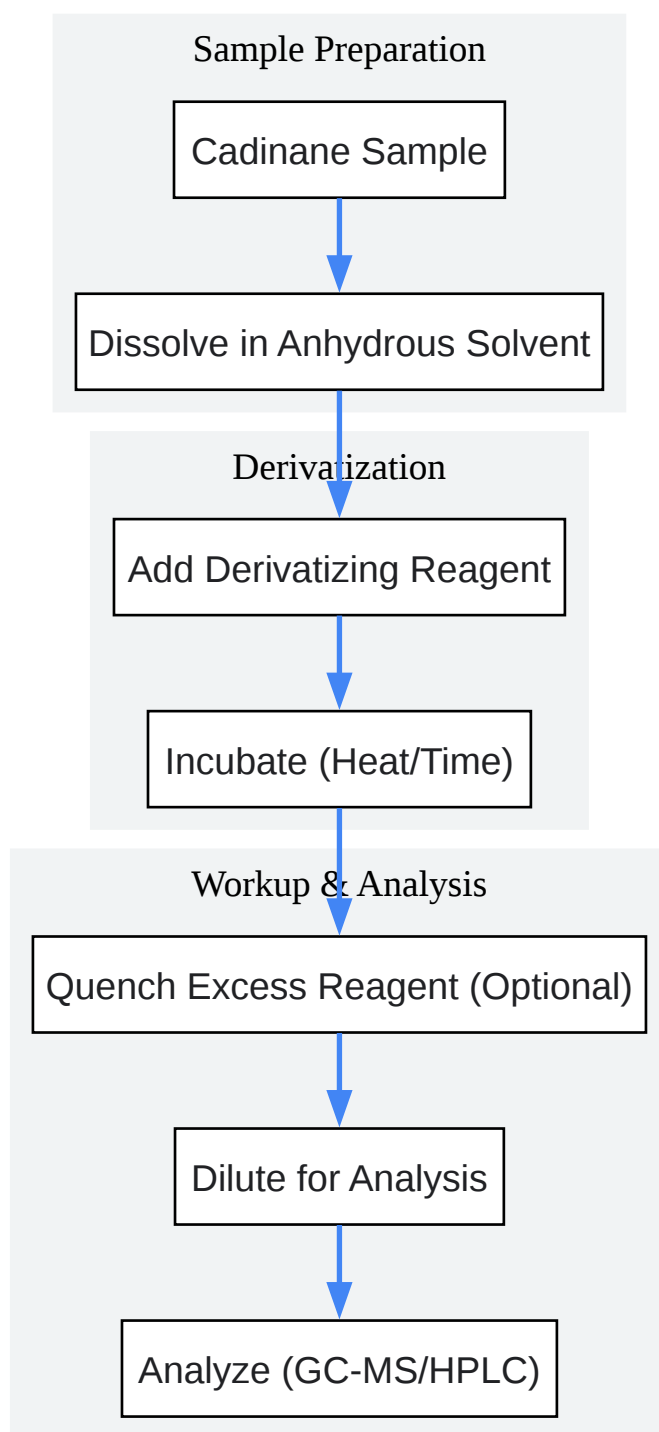 Sample Preparation
Cadinane Sample
Dissolve in Anhydrous Solvent
Derivatization
Add Derivatizing Reagent
Incubate (Heat/Time)
Workup & Analysis
Quench Excess Reagent (Optional)
Dilute for Analysis
Analyze (GC-MS/HPLC)